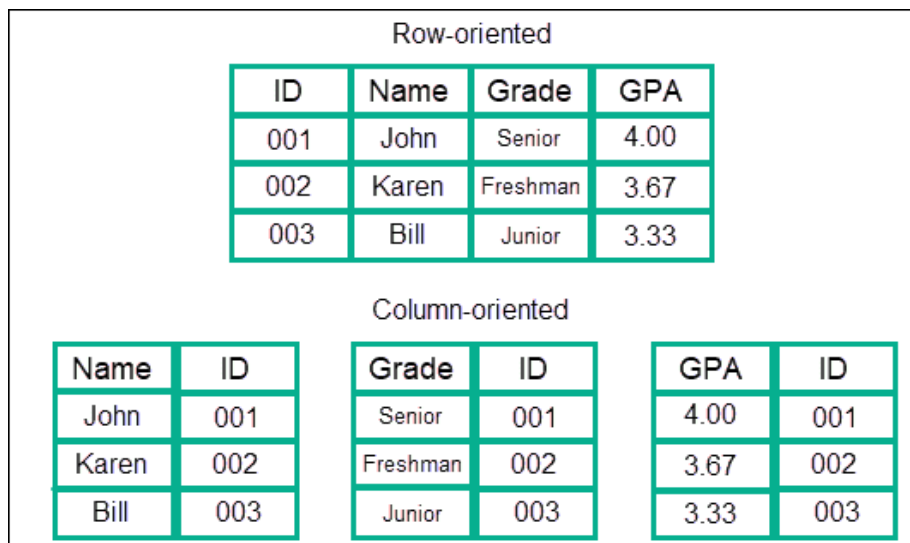 Row-oriented
ID Name Grade GPA
001 John Senior 4.00
002 Karen Freshman 3.67
003 Bill Junior 3.33
Column-oriented
Name ID
John 001
Karen 002
Bill 003
Grade ID
Senior 001
Freshman 002
Junior 003
GPA ID
4.00 001
3.67 002
3.33 003